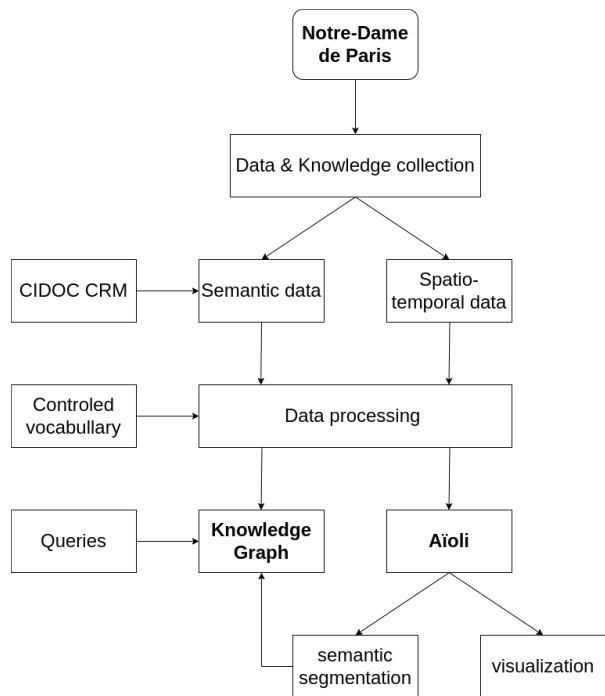 Notre-Dame
de Paris
Data & Knowledge collection
CIDOC CRM
Semantic data
Spatio-
temporal data
Controled
vocabullary
Data processing
Queries
Knowledge
Graph
Aïoli
semantic
segmentation
visualization